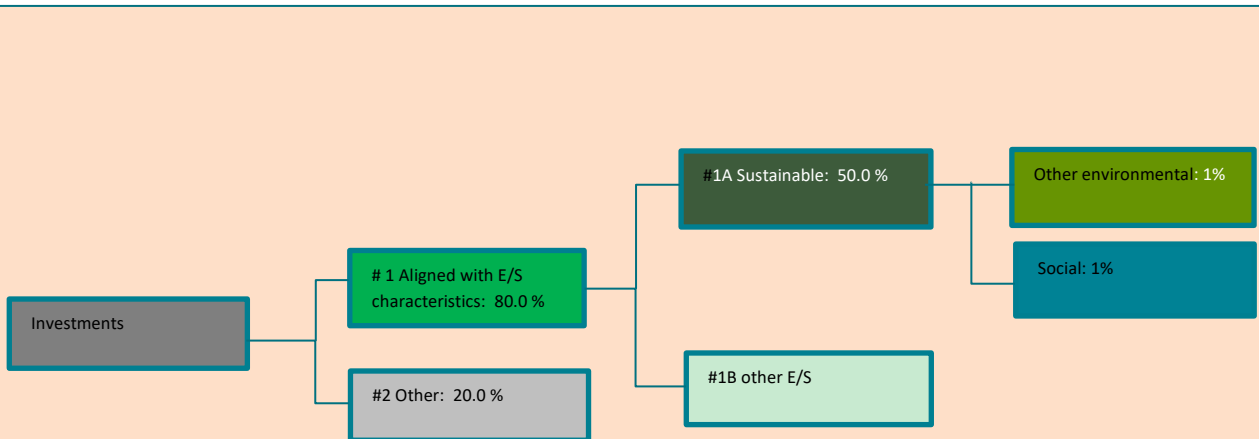 Investments
# 1 Aligned with E/S
characteristics: 80.0 %
#2 Other: 20.0 %
#1A Sustainable: 50.0 %
#1B other E/S
Other environmental: 1%
Social: 1%